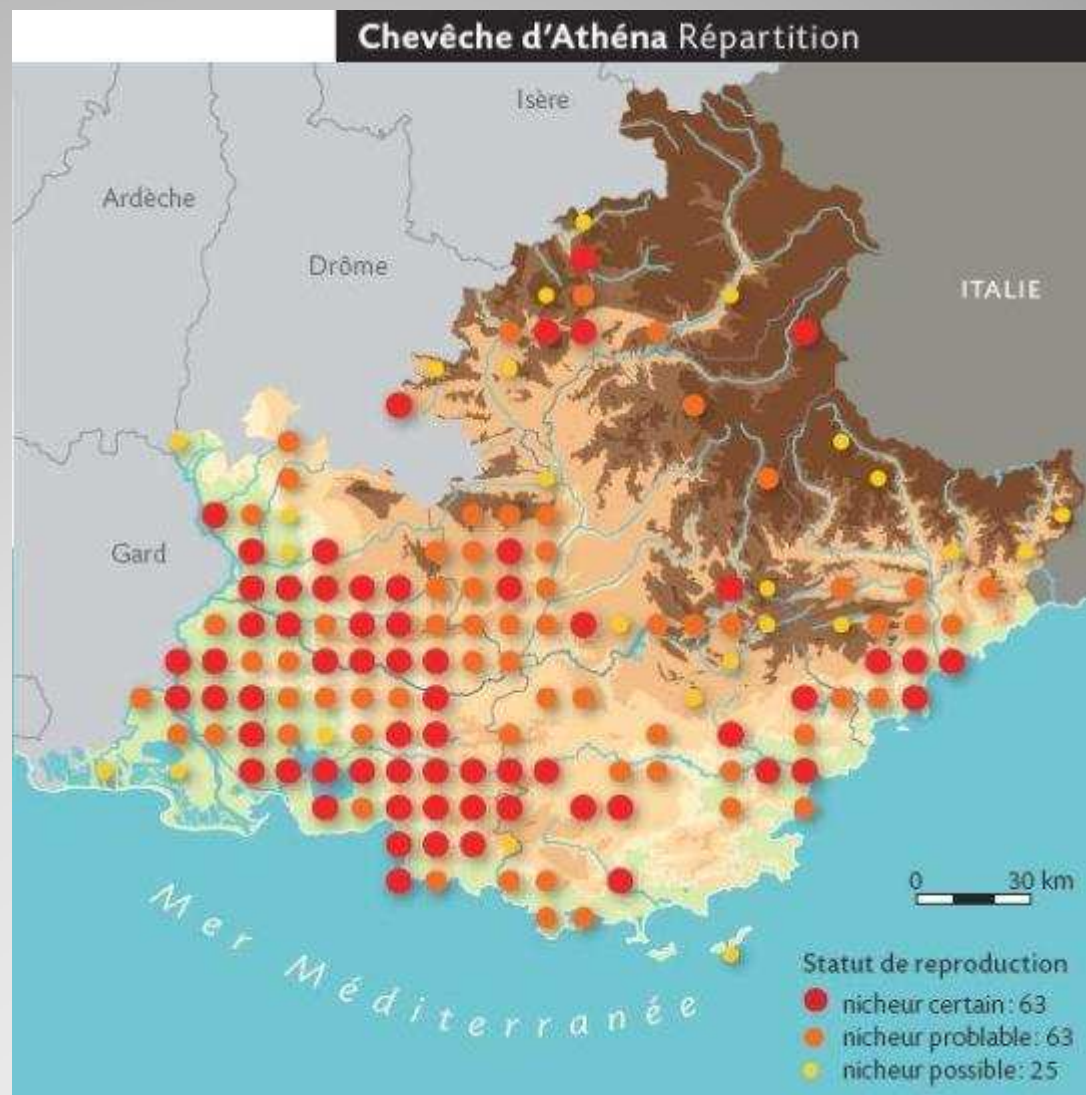 Chevêche d'Athéna Répartition
Isère
Ardèche
Drôme
ITALIE
Gard
0 30 km
Mer Méditerranée
Statut de reproduction
nicheur certain : 63
nicheur problable : 63
nicheur possible : 25